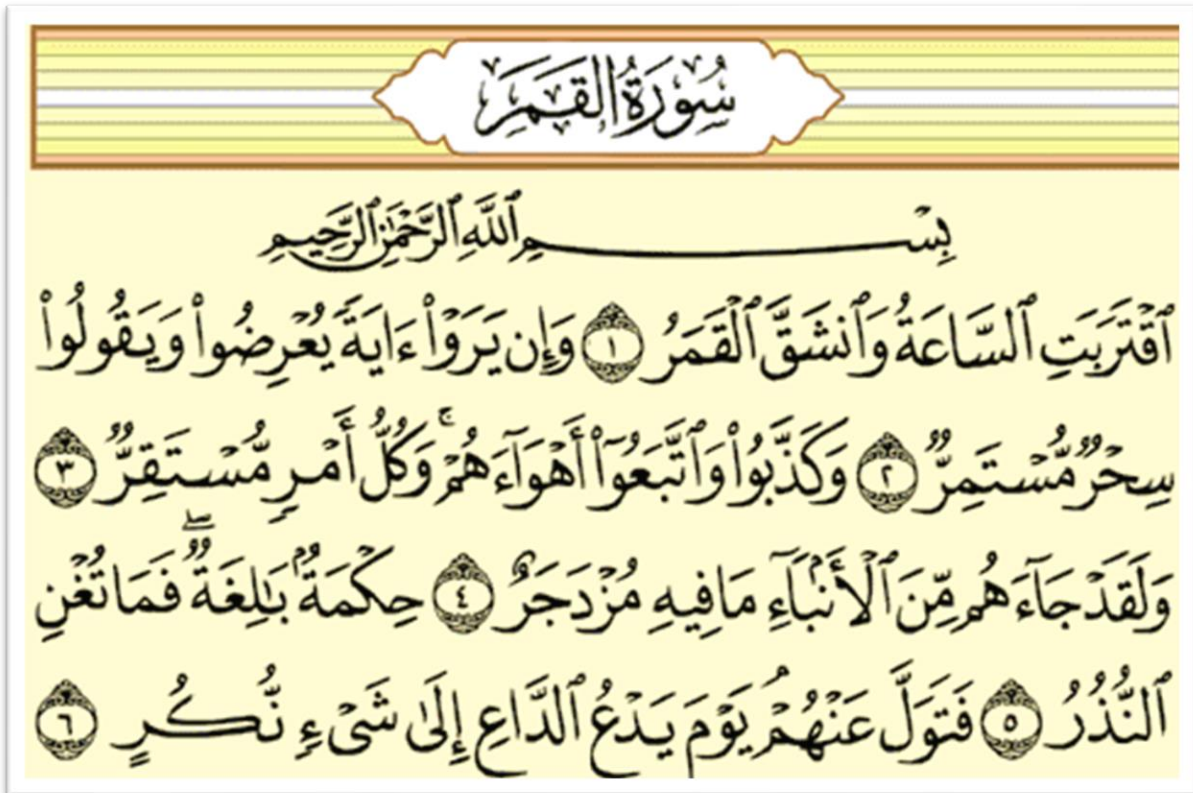 سُورَةُ القَمَرِ
بِسْمِ ٱللَّهِ ٱلرَّحْمَٰنِ ٱلرَّحِيمِ
ٱقْتَرَبَتِ ٱلسَّاعَةُ وَٱنشَقَّ ٱلْقَمَرُ ١ وَإِن يَرَوْا۟ ءَايَةً يُعْرِضُوا۟ وَيَقُولُوا۟
سِحْرٌ مُّسْتَمِرٌّ ٢ وَكَذَّبُوا۟ وَٱتَّبَعُوٓا۟ أَهْوَآءَهُمْ ۚ وَكُلُّ أَمْرٍ مُّسْتَقِرٌّ ٣
وَلَقَدْ جَآءَهُم مِّنَ ٱلْأَنۢبَآءِ مَا فِيهِ مُزْدَجَرٌ ٤ حِكْمَةٌۢ بَٰلِغَةٌ ۖ فَمَا تُغْنِ
ٱلنُّذُرُ ٥ فَتَوَلَّ عَنْهُمْ ۘ يَوْمَ يَدْعُ ٱلدَّاعِ إِلَىٰ شَىْءٍ نُّكُرٍ ٦